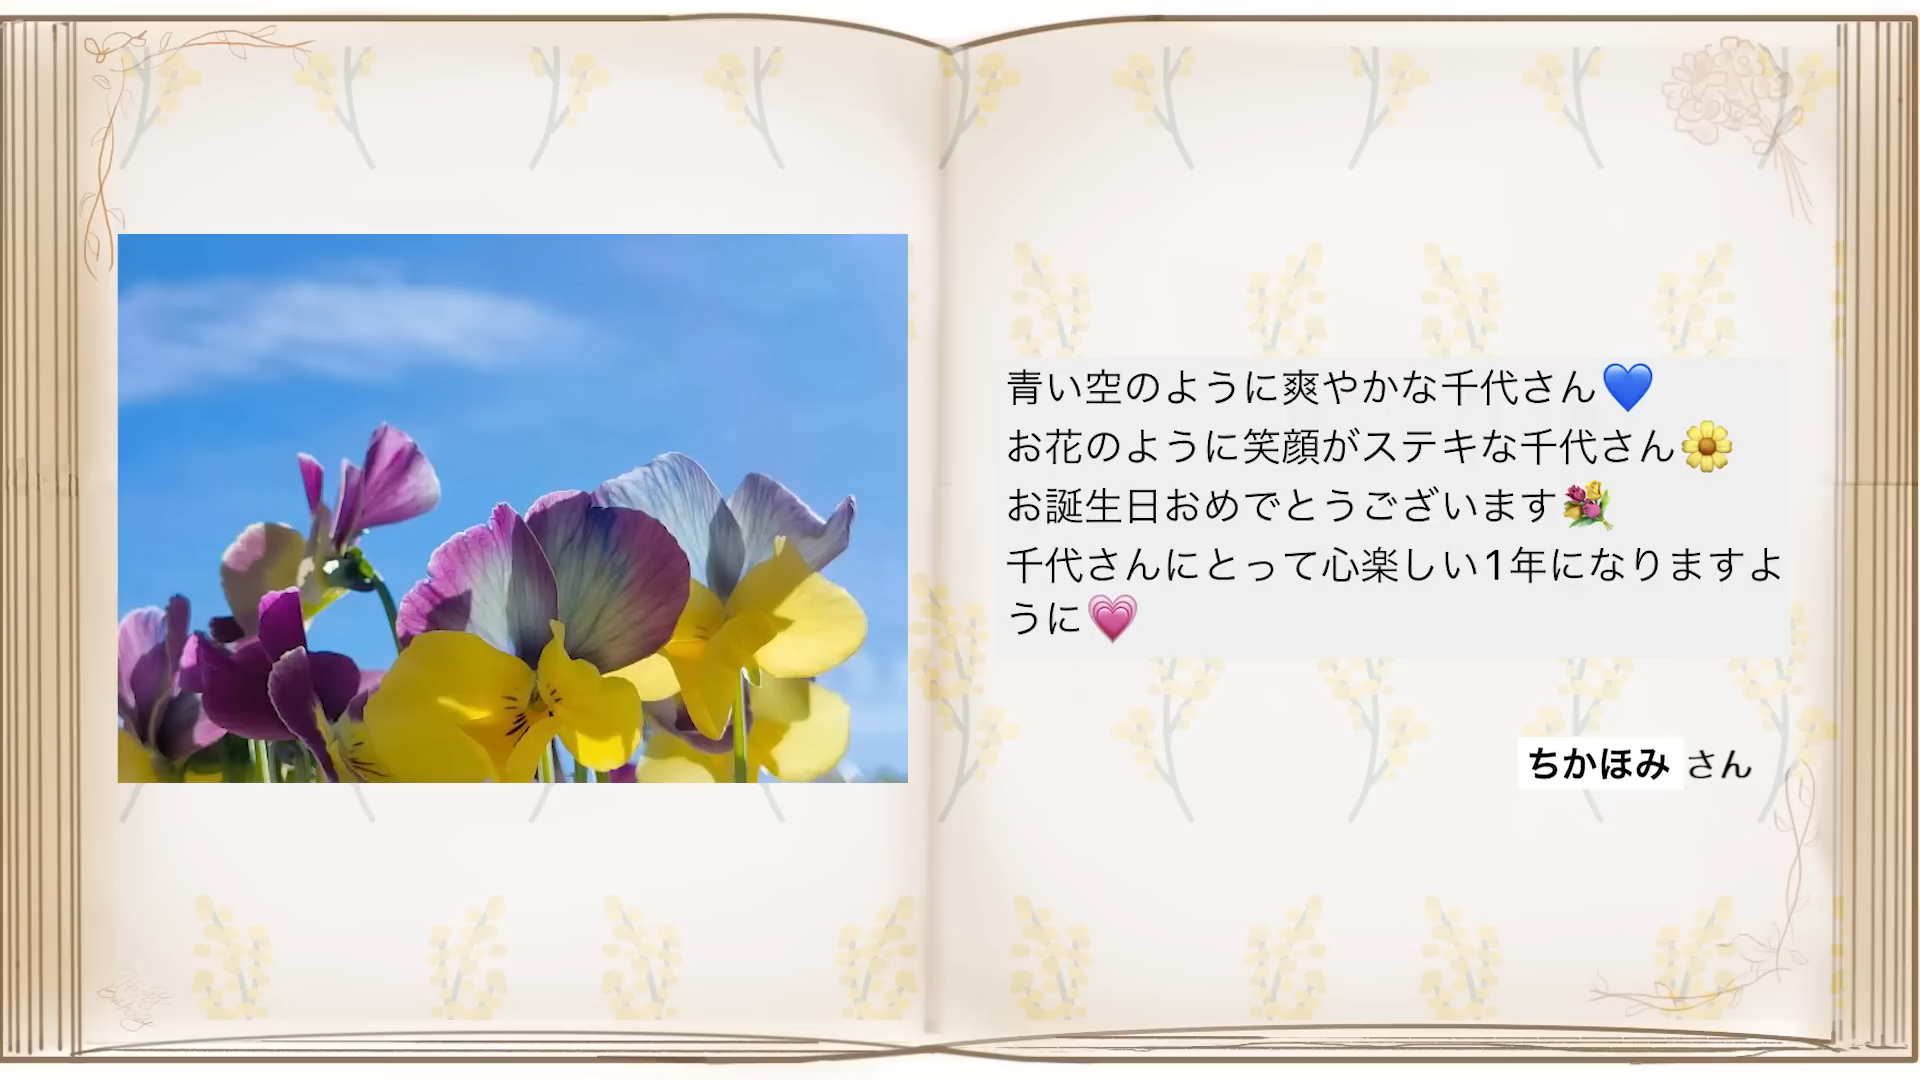 青い空のように爽やかな千代さん💙
お花のように笑顔がステキな千代さん🌼
お誕生日おめでとうございます💐
千代さんにとって心楽しい1年になりますよ
うに💗
ちかほみ さん